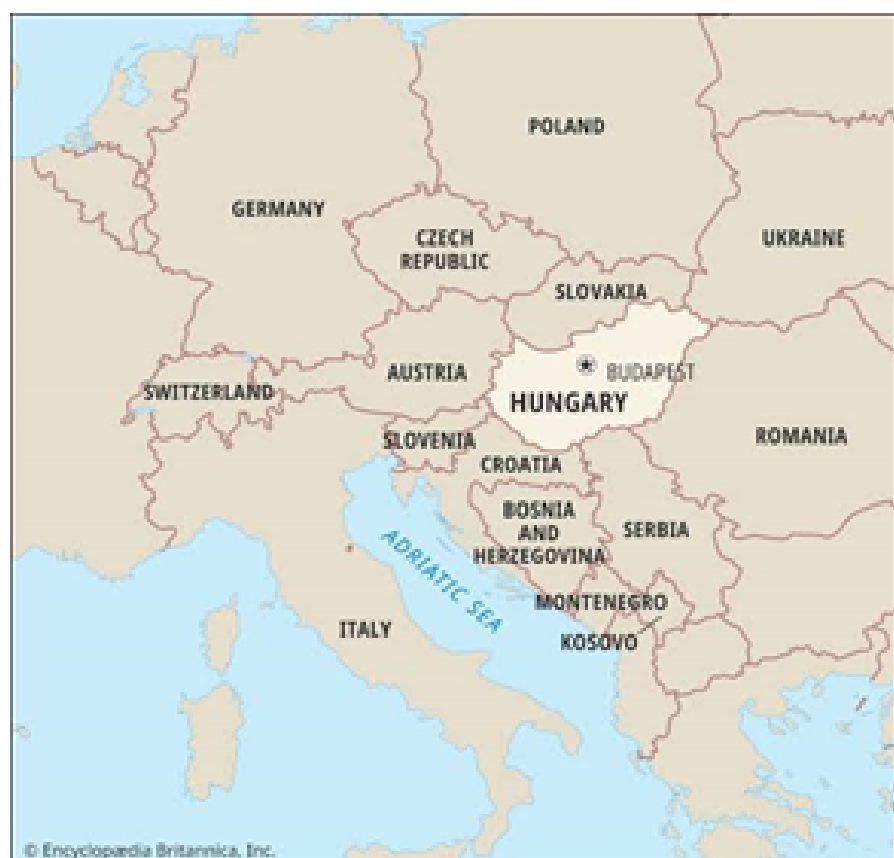 POLAND
GERMANY
CZECH
REPUBLIC
UKRAINE
SLOVAKIA
AUSTRIA
BUDAPEST
SWITZERLAND
HUNGARY
SLOVENIA
ROMANIA
CROATIA
BOSNIA
AND
HERZEGOVINA
SERBIA
ADRIATIC SEA
MONTENEGRO
ITALY
KOSOVO
© Encyclopædia Britannica, Inc.